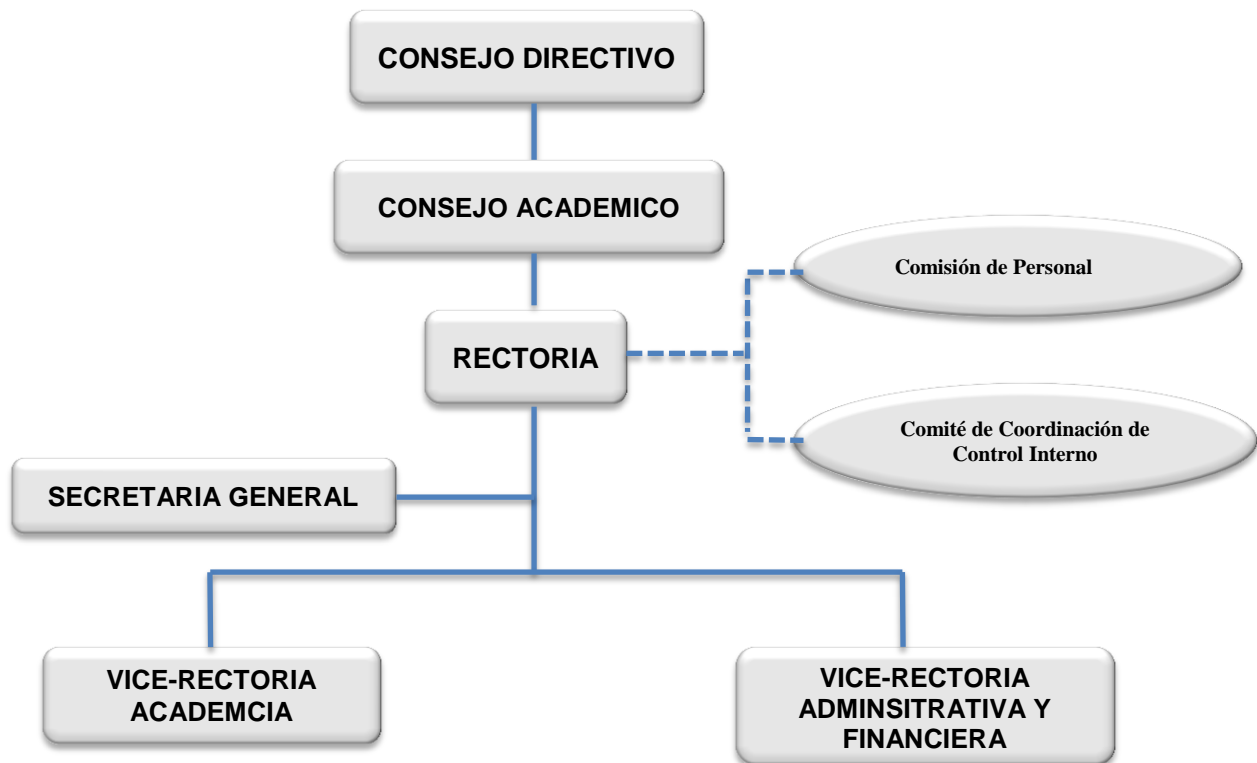 CONSEJO DIRECTIVO
CONSEJO ACADEMICO
Comisión de Personal
RECTORIA
Comité de Coordinación de
Control Interno
SECRETARIA GENERAL
VICE-RECTORIA
ACADEMCIA
VICE-RECTORIA
ADMINSITRATIVA Y
FINANCIERA